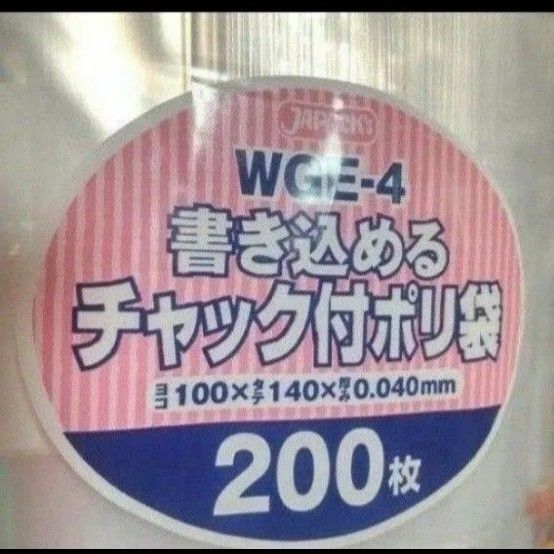 JAPACK'S
WGE-4
書き込める
チャック付ポリ袋
ヨコ100×タテ140×厚み0.040mm
200枚